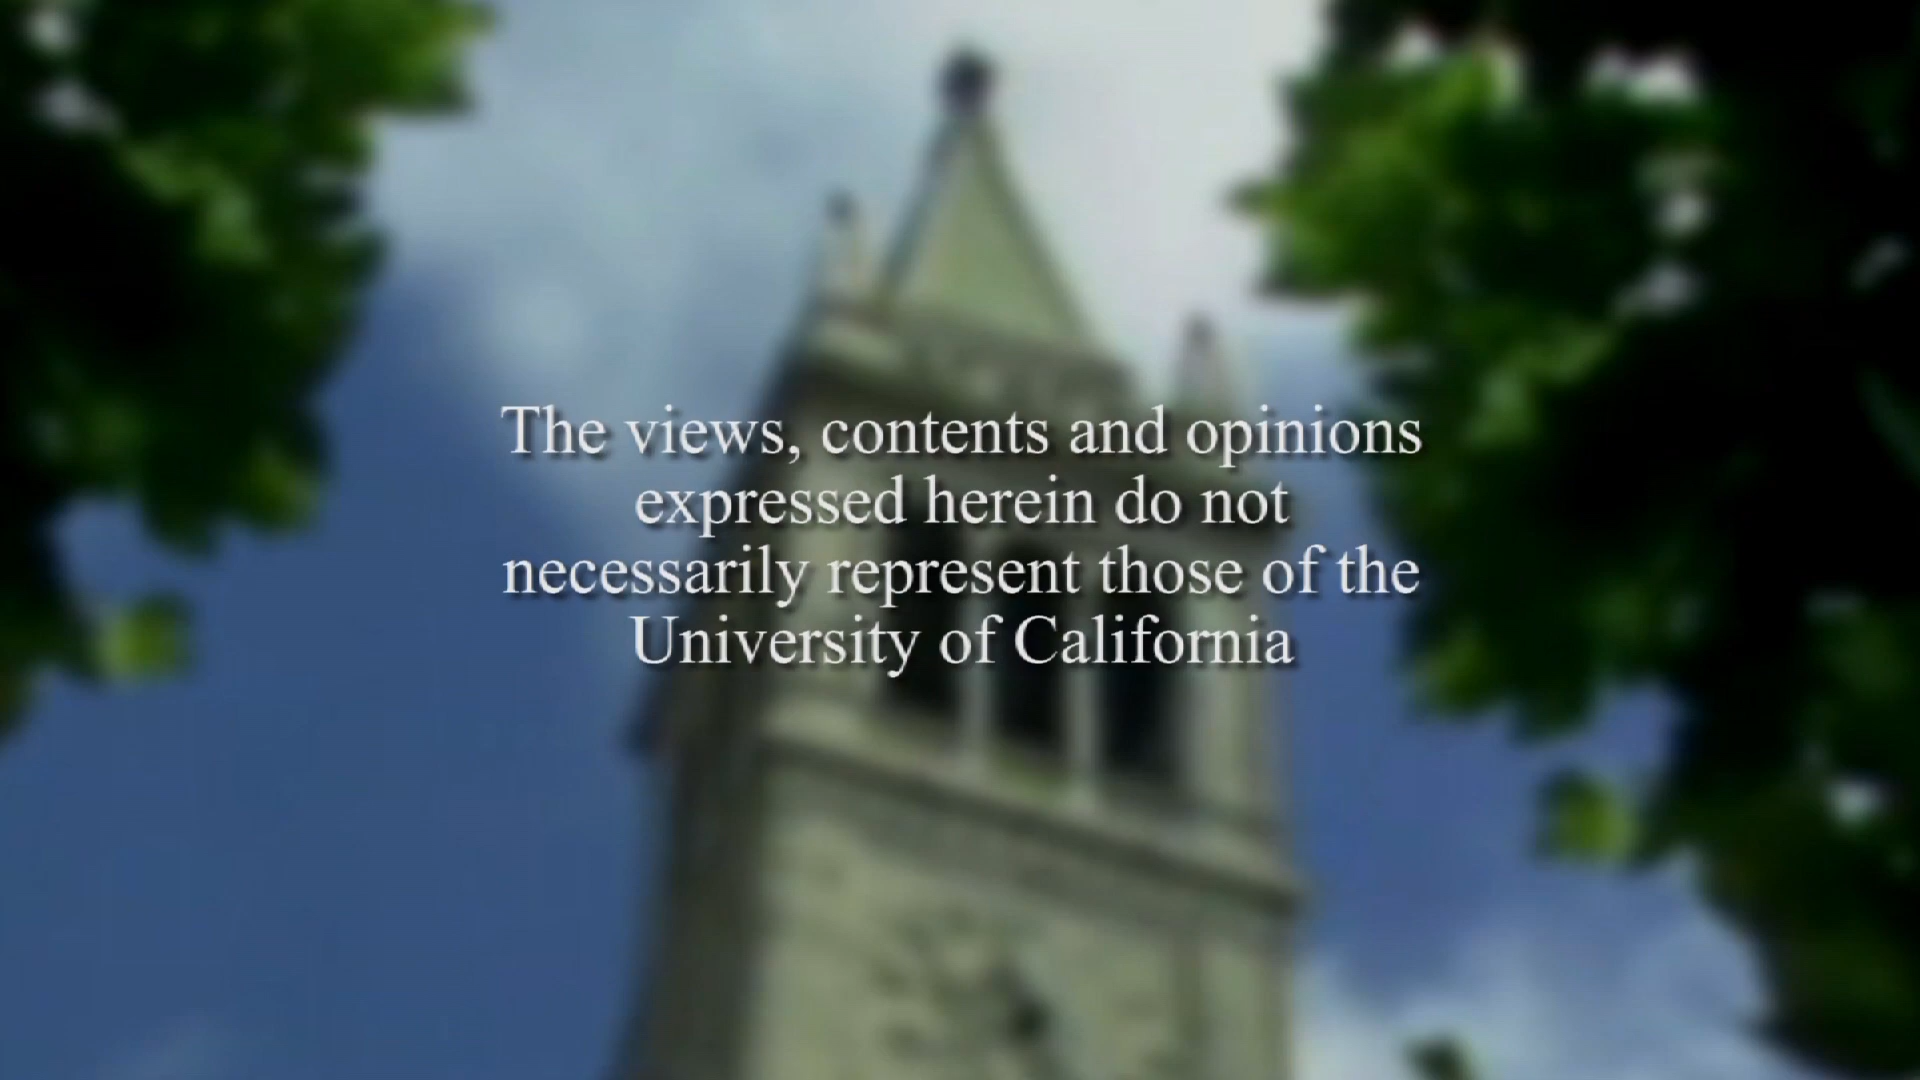 The views, contents and opinions
expressed herein do not
necessarily represent those of the
University of California